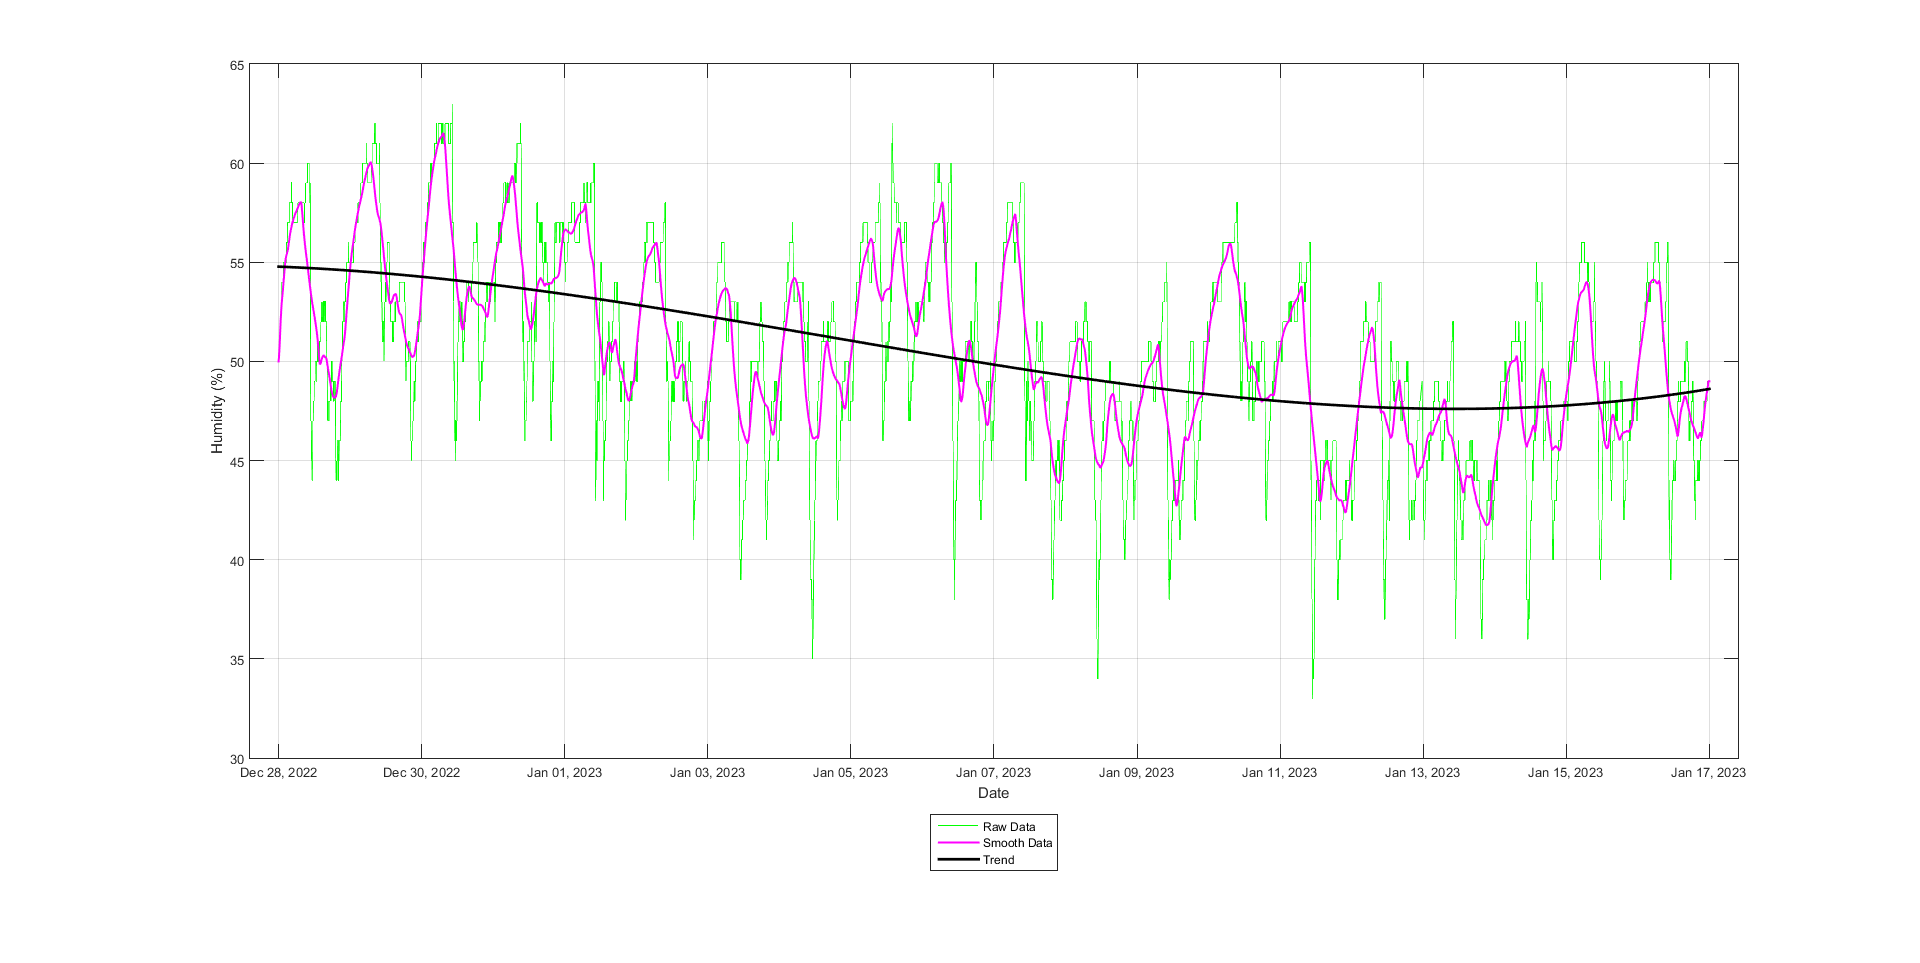 65
60
55
50
45
40
35
30
Humidity (%)
Dec 28, 2022 Dec 30, 2022 Jan 01, 2023 Jan 03, 2023 Jan 05, 2023 Jan 07, 2023 Jan 09, 2023 Jan 11, 2023 Jan 13, 2023 Jan 15, 2023 Jan 17, 2023
Date
Raw Data
Smooth Data
Trend